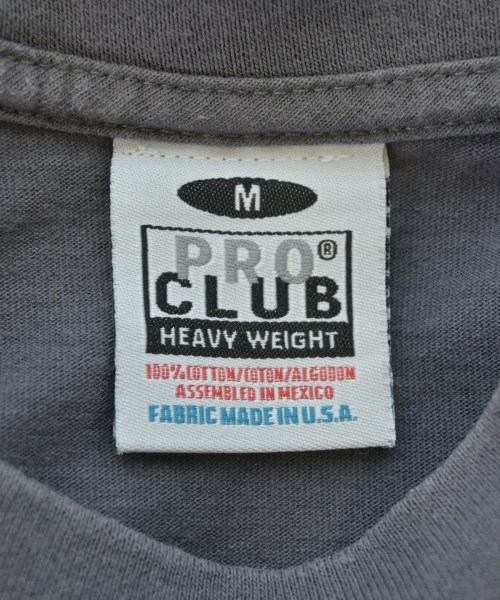 M
PRO®
CLUB
HEAVY WEIGHT
100%COTTON/COTON/ALGODON
ASSEMBLED IN MEXICO
FABRIC MADE IN U.S.A.